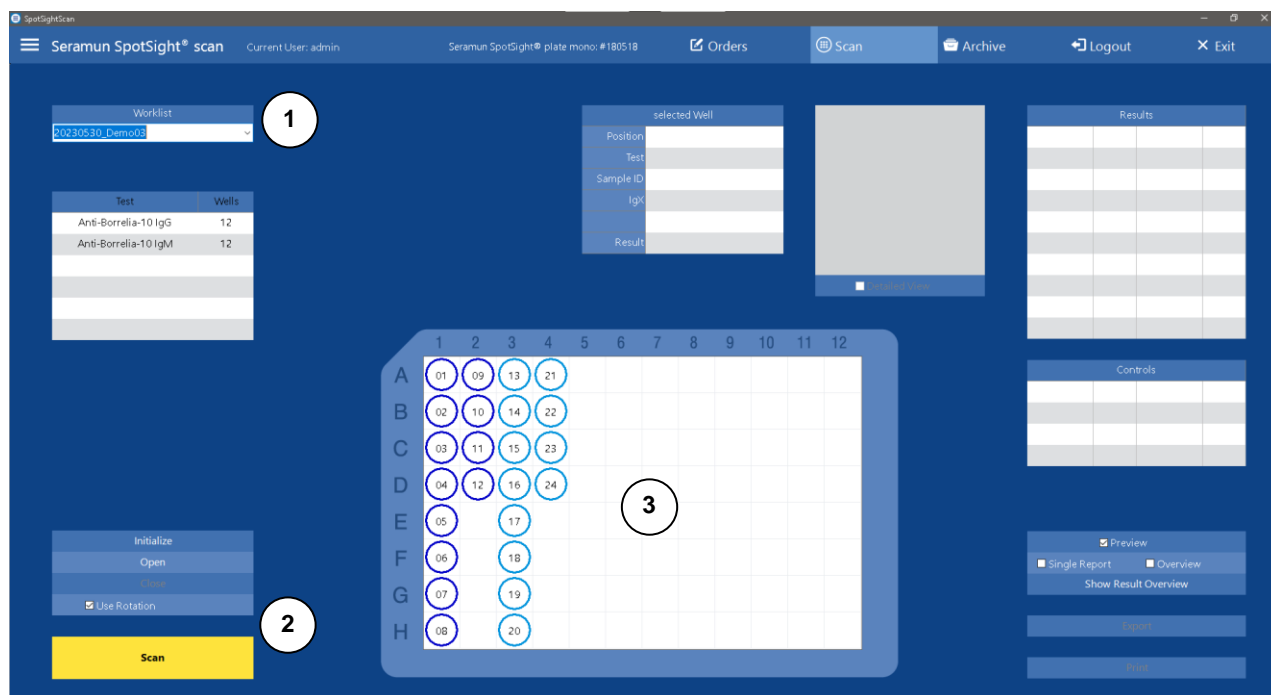 SpotSightScan
Seramun SpotSight® scan Current User: admin Seramun SpotSight® plate mono: #180518 Orders Scan Archive Logout Exit
Worklist
20230530_Demo03
1
Test Wells
Anti-Borrelia-10 IgG 12
Anti-Borrelia-10 IgM 12
selected Well
Position
Test
Sample ID
IgX
Result
Detailed View
Results
Controls
1 2 3 4 5 6 7 8 9 10 11 12
A 01 09 13 21
B 02 10 14 22
C 03 11 15 23
D 04 12 16 24
E 05 17
F 06 18
G 07 19
H 08 20
3
Initialize
Open
Close
Use Rotation
2
Scan
Preview
Single Report Overview
Show Result Overview
Export
Print